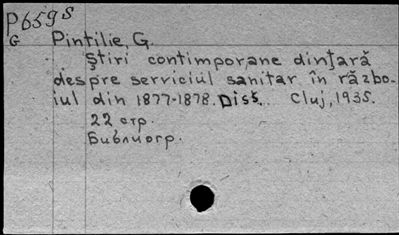 P659s
G
Pintilie, G.
Ştiri contimporane dinţară
despre serviciul sanitar în războ-
iul din 1877-1878. Diss. Cluj, 1935.
22 стр.
Библиогр.